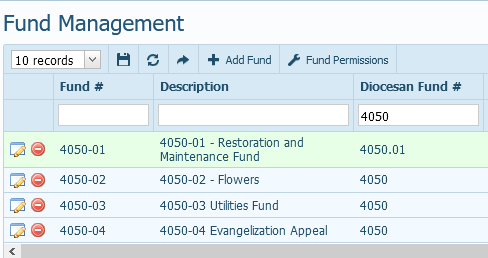 Fund Management
10 records Add Fund Fund Permissions
Fund # Description Diocesan Fund #
4050
4050-01 4050-01 - Restoration and Maintenance Fund 4050.01
4050-02 4050-02 - Flowers 4050
4050-03 4050-03 Utilities Fund 4050
4050-04 4050-04 Evangelization Appeal 4050